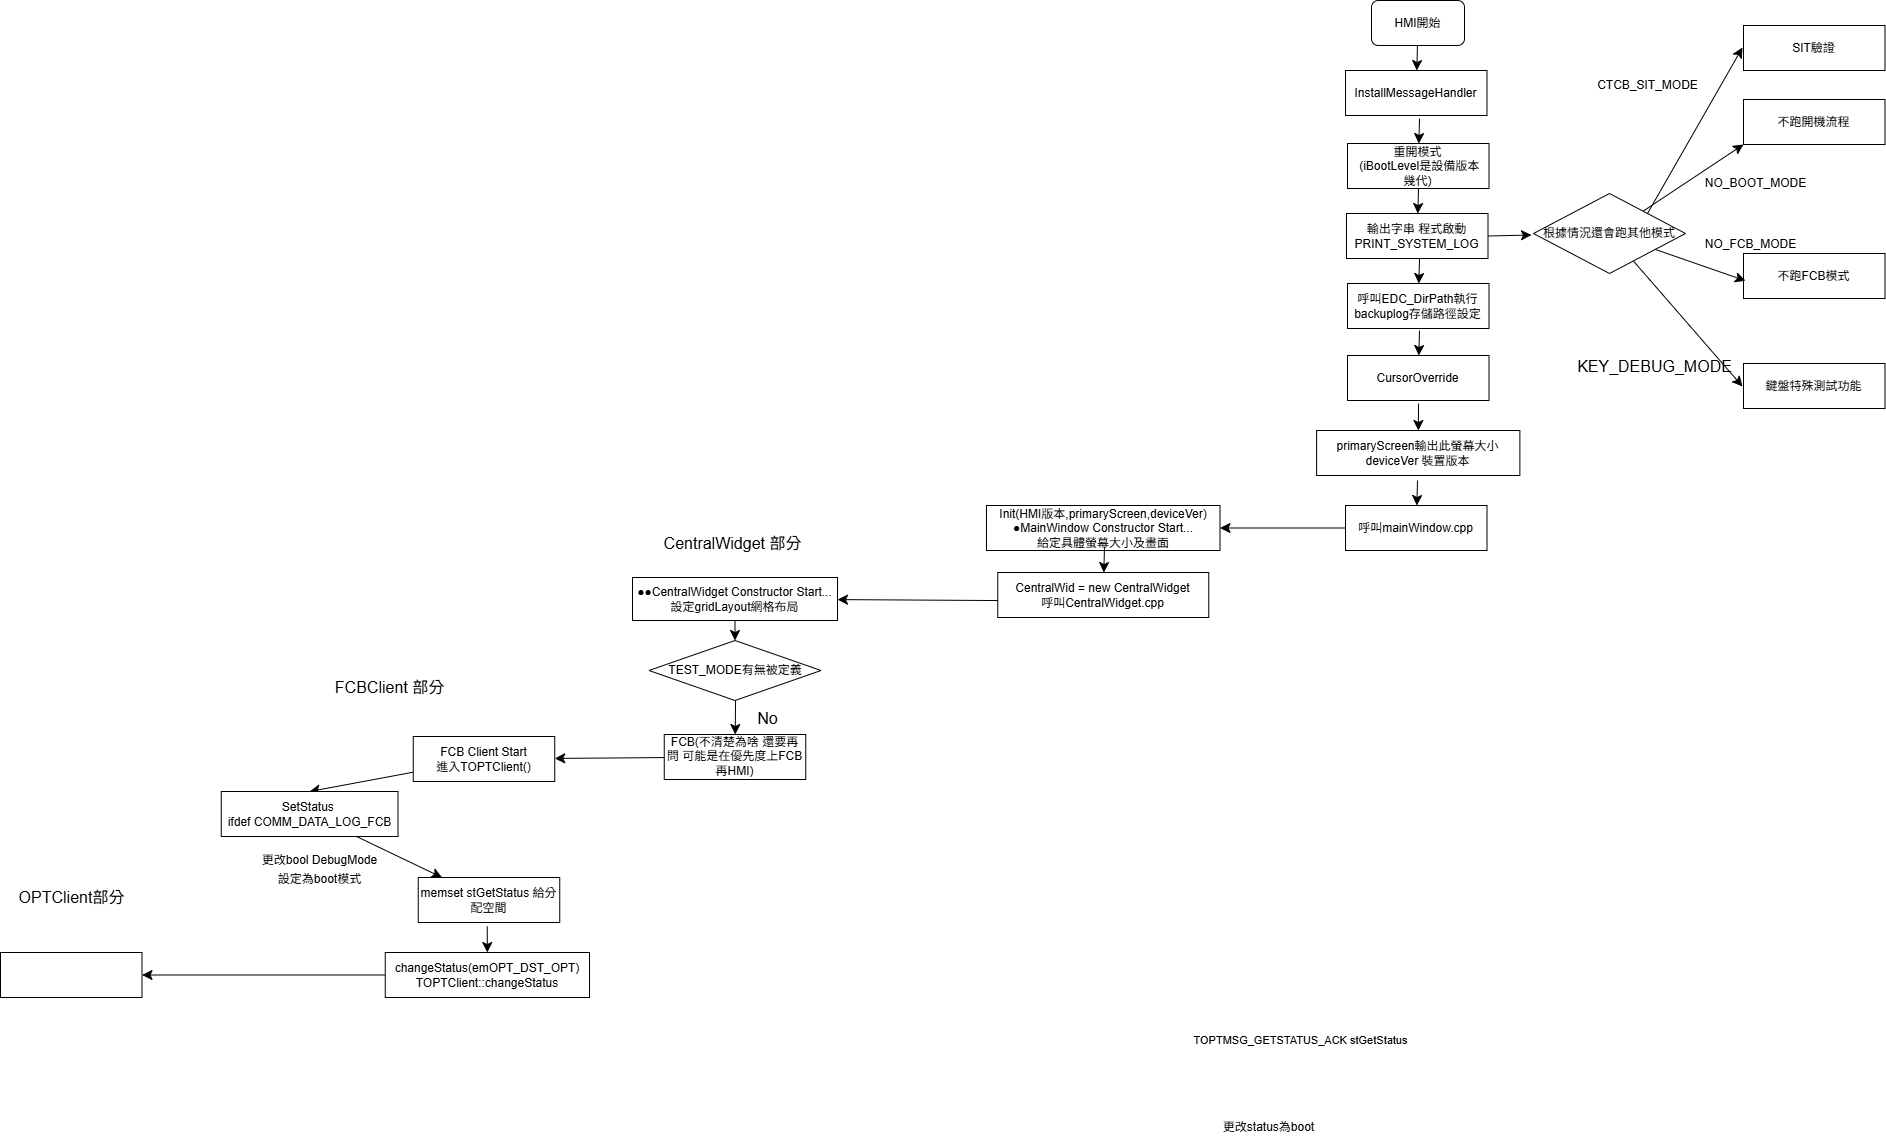 HMI開始
InstallMessageHandler
重開模式
(iBootLevel是設備版本
幾代)
輸出字串 程式啟動
PRINT_SYSTEM_LOG
根據情況還會跑其他模式
CTCB_SIT_MODE
SIT驗證
NO_BOOT_MODE
不跑開機流程
NO_FCB_MODE
不跑FCB模式
KEY_DEBUG_MODE
鍵盤特殊測試功能
呼叫EDC_DirPath執行
backuplog存儲路徑設定
CursorOverride
primaryScreen輸出此螢幕大小
deviceVer 裝置版本
呼叫mainWindow.cpp
Init(HMI版本,primaryScreen,deviceVer)
●MainWindow Constructor Start...
給定具體螢幕大小及畫面
CentralWid = new CentralWidget
呼叫CentralWidget.cpp
CentralWidget 部分
●●CentralWidget Constructor Start...
設定gridLayout網格布局
TEST_MODE有無被定義
No
FCB(不清楚為啥 還要再
問 可能是在優先度上FCB
再HMI)
FCBClient 部分
FCB Client Start
進入TOPTClient()
SetStatus
ifdef COMM_DATA_LOG_FCB
更改bool DebugMode
設定為boot模式
memset stGetStatus 給分
配空間
OPTClient部分
changeStatus(emOPT_DST_OPT)
TOPTClient::changeStatus
TOPTMSG_GETSTATUS_ACK stGetStatus
更改status為boot